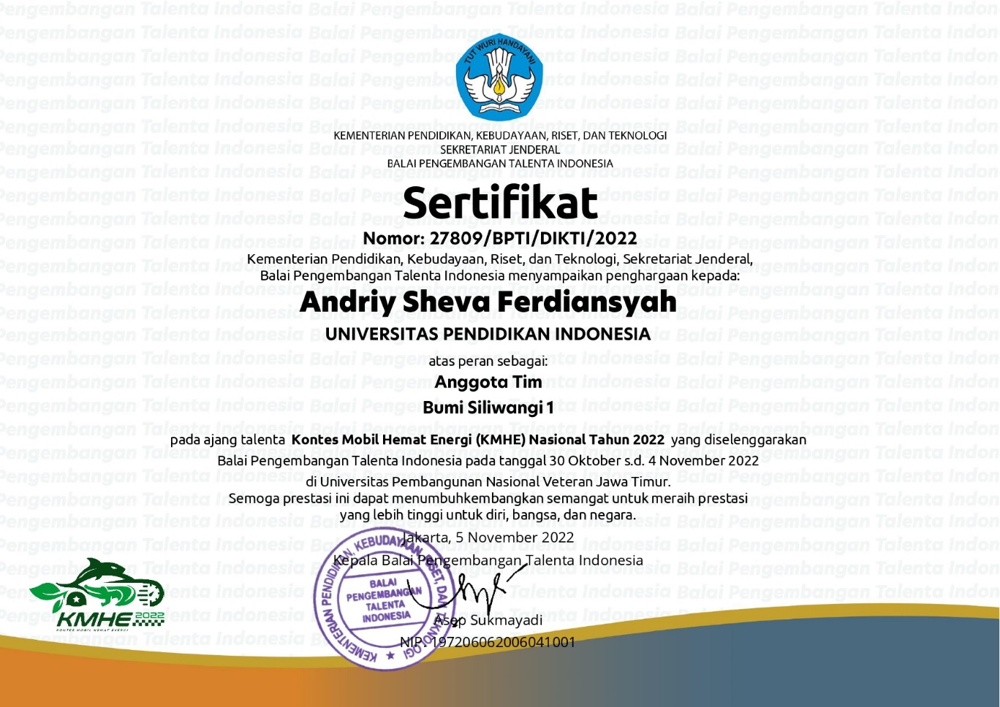 TUT WURI HANDAYANI
KEMENTERIAN PENDIDIKAN, KEBUDAYAAN, RISET, DAN TEKNOLOGI
SEKRETARIAT JENDERAL
BALAI PENGEMBANGAN TALENTA INDONESIA
Sertifikat
Nomor: 27809/BPTI/DIKTI/2022
Kementerian Pendidikan, Kebudayaan, Riset, dan Teknologi, Sekretariat Jenderal,
Balai Pengembangan Talenta Indonesia menyampaikan penghargaan kepada:
Andriy Sheva Ferdiansyah
UNIVERSITAS PENDIDIKAN INDONESIA
atas peran sebagai:
Anggota Tim
Bumi Siliwangi 1
pada ajang talenta Kontes Mobil Hemat Energi (KMHE) Nasional Tahun 2022 yang diselenggarakan
Balai Pengembangan Talenta Indonesia pada tanggal 30 Oktober s.d. 4 November 2022
di Universitas Pembangunan Nasional Veteran Jawa Timur.
Semoga prestasi ini dapat menumbuhkembangkan semangat untuk meraih prestasi
yang lebih tinggi untuk diri, bangsa, dan negara.
Jakarta, 5 November 2022
Kepala Balai Pengembangan Talenta Indonesia
KEMENTERIAN PENDIDIKAN, KEBUDAYAAN, RISET, DAN TEKNOLOGI
BALAI
PENGEMBANGAN
TALENTA
INDONESIA
Asep Sukmayadi
NIP. 197206062006041001
KMHE 2022
KONTES MOBIL HEMAT ENERGI